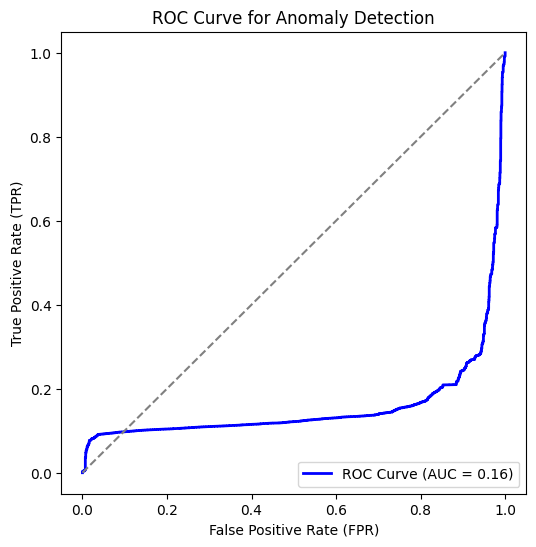 ROC Curve for Anomaly Detection
True Positive Rate (TPR)
1.0
0.8
0.6
0.4
0.2
0.0
ROC Curve (AUC = 0.16)
0.0 0.2 0.4 0.6 0.8 1.0
False Positive Rate (FPR)